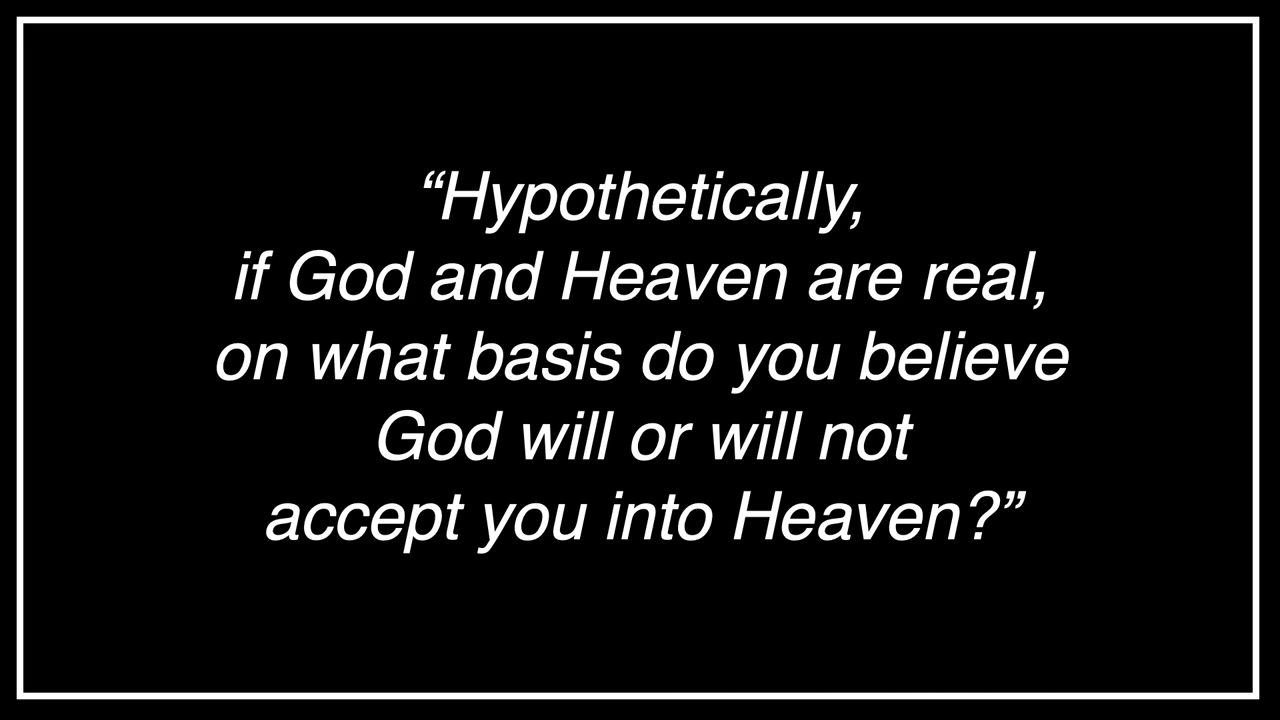 “Hypothetically,
if God and Heaven are real,
on what basis do you believe
God will or will not
accept you into Heaven?”